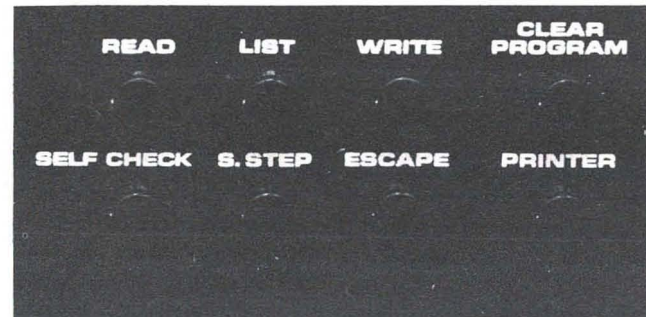 READ LIST WRITE CLEAR PROGRAM
SELF CHECK S. STEP ESCAPE PRINTER